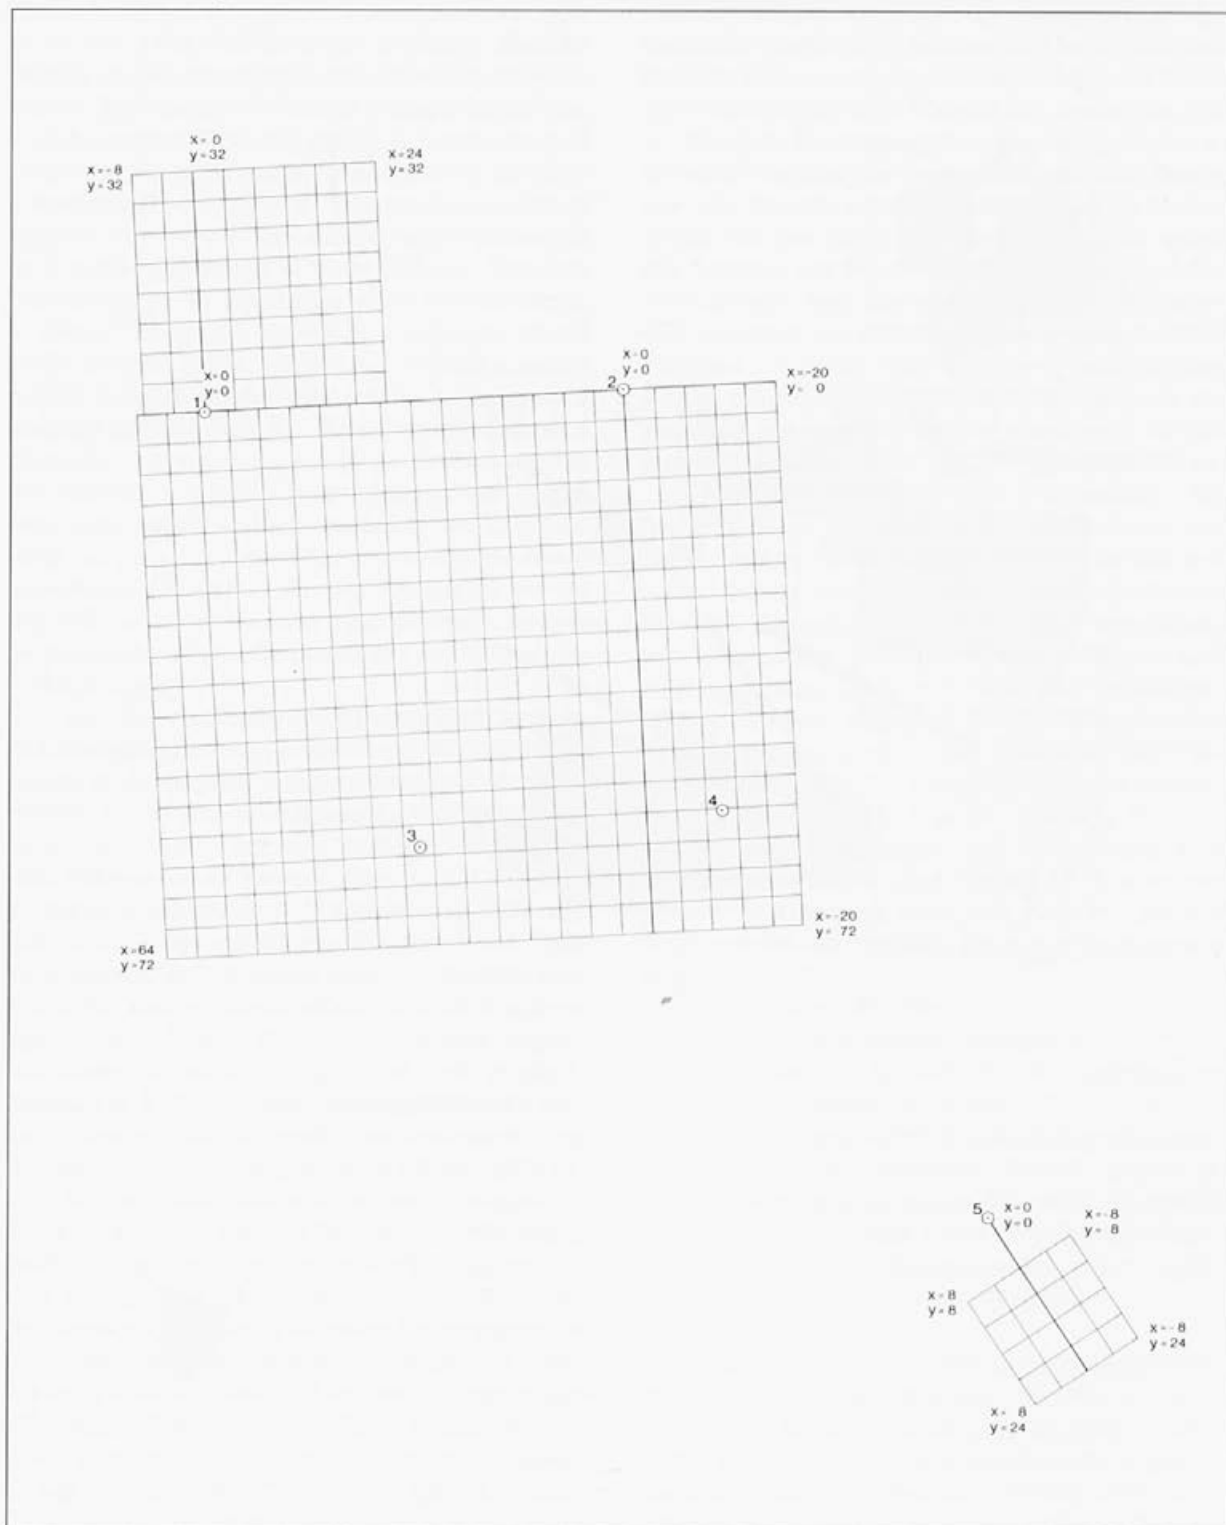 x= 0
y=32
x=-8
y=32
x=24
y=32
x=0
y=0
1
x=0
y=0
2
x=-20
y= 0
3
4
x=64
y=72
x=-20
y= 72
5
x=0
y=0
x=-8
y= 8
x=8
y=8
x=-8
y=24
x= 8
y=24